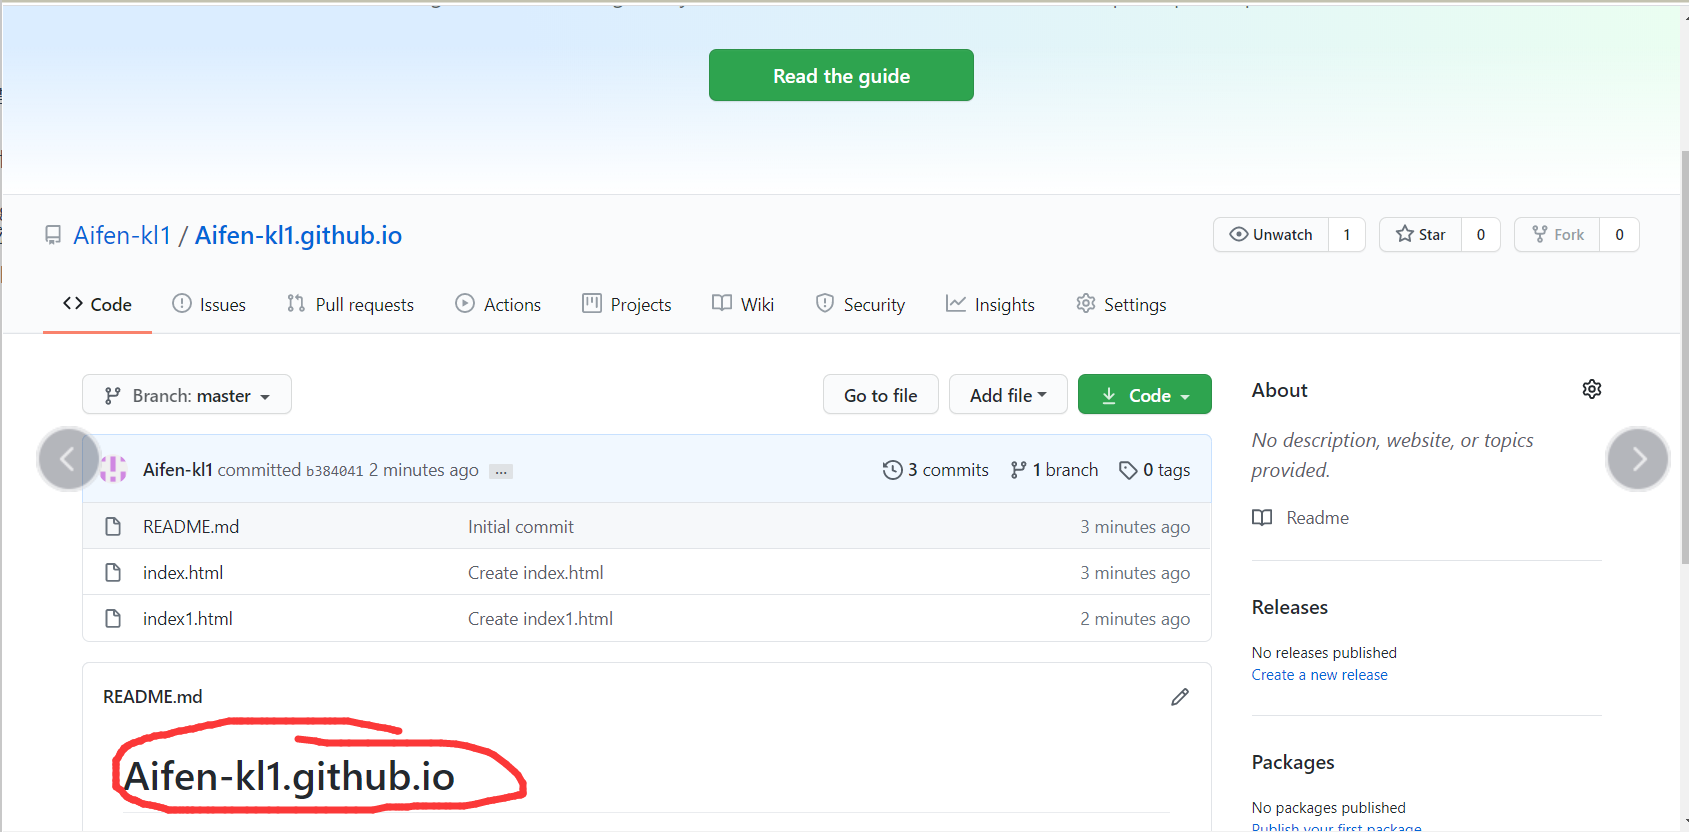 Read the guide
Aifen-kl1 / Aifen-kl1.github.io
Unwatch 1 Star 0 Fork 0
Code Issues Pull requests Actions Projects Wiki Security Insights Settings
Branch: master Go to file Add file Code
Aifen-kl1 committed b384041 2 minutes ago ... 3 commits 1 branch 0 tags
README.md Initial commit 3 minutes ago
index.html Create index.html 3 minutes ago
index1.html Create index1.html 2 minutes ago
README.md
Aifen-kl1.github.io
About
No description, website, or topics
provided.
Readme
Releases
No releases published
Create a new release
Packages
No packages published
Publish your first package